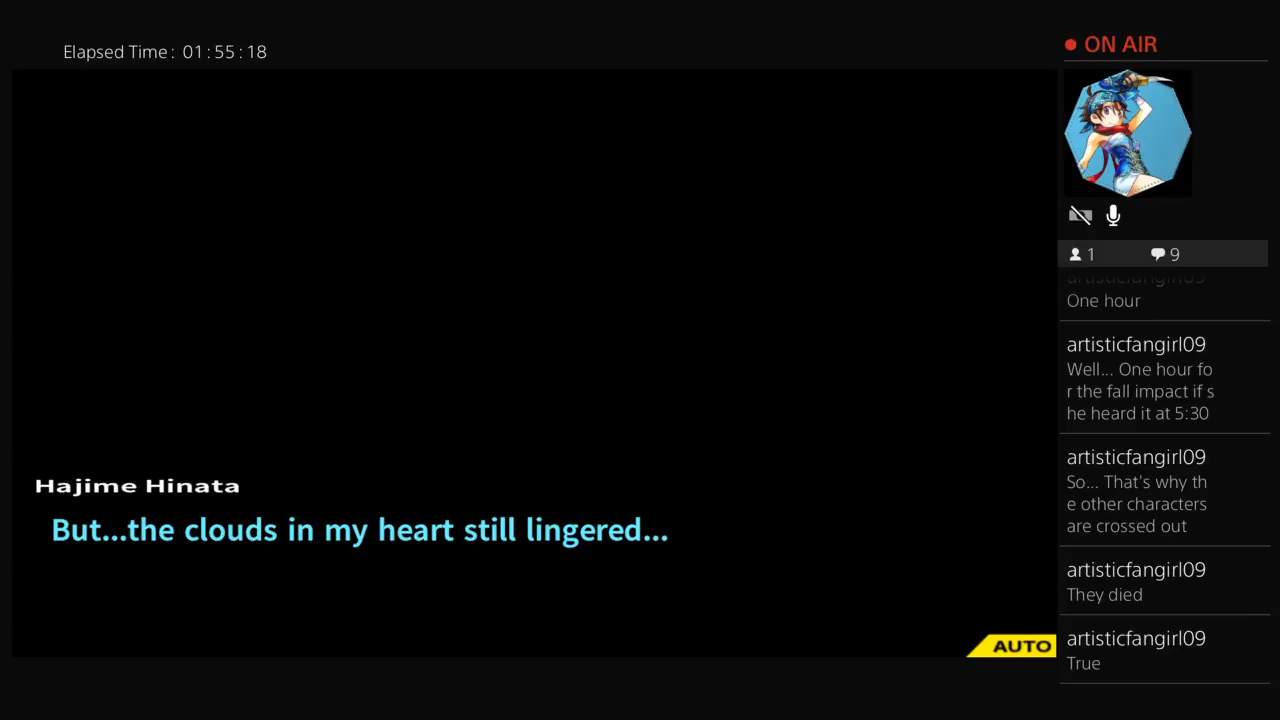 Elapsed Time: 01:55:18
ON AIR
1 9
artisticfangirl09
One hour
artisticfangirl09
Well... One hour fo
r the fall impact if s
he heard it at 5:30
artisticfangirl09
So... That's why th
e other characters
are crossed out
artisticfangirl09
They died
artisticfangirl09
True
Hajime Hinata
But...the clouds in my heart still lingered...
AUTO